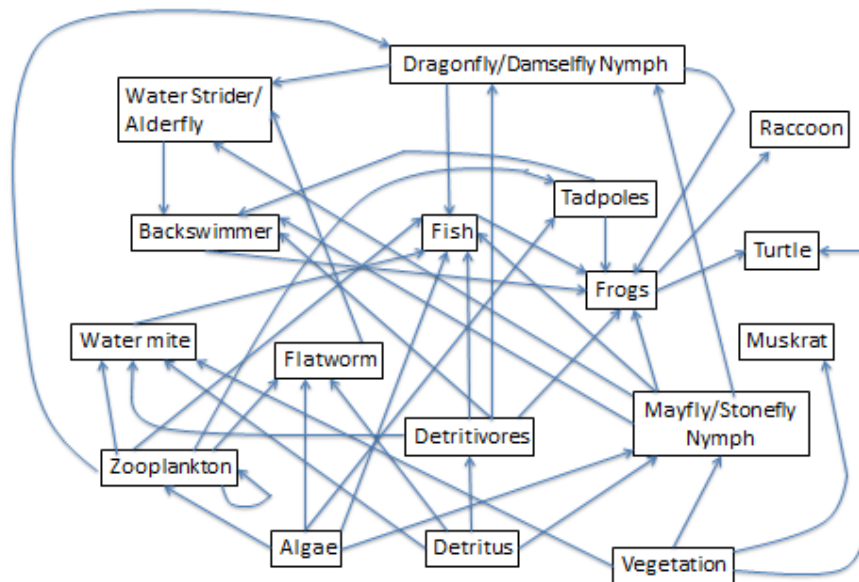 Dragonfly/Damselfly Nymph
Water Strider/
Alderfly
Raccoon
Tadpoles
Backswimmer
Fish
Turtle
Frogs
Water mite
Flatworm
Muskrat
Mayfly/Stonefly
Nymph
Detritivores
Zooplankton
Algae
Detritus
Vegetation